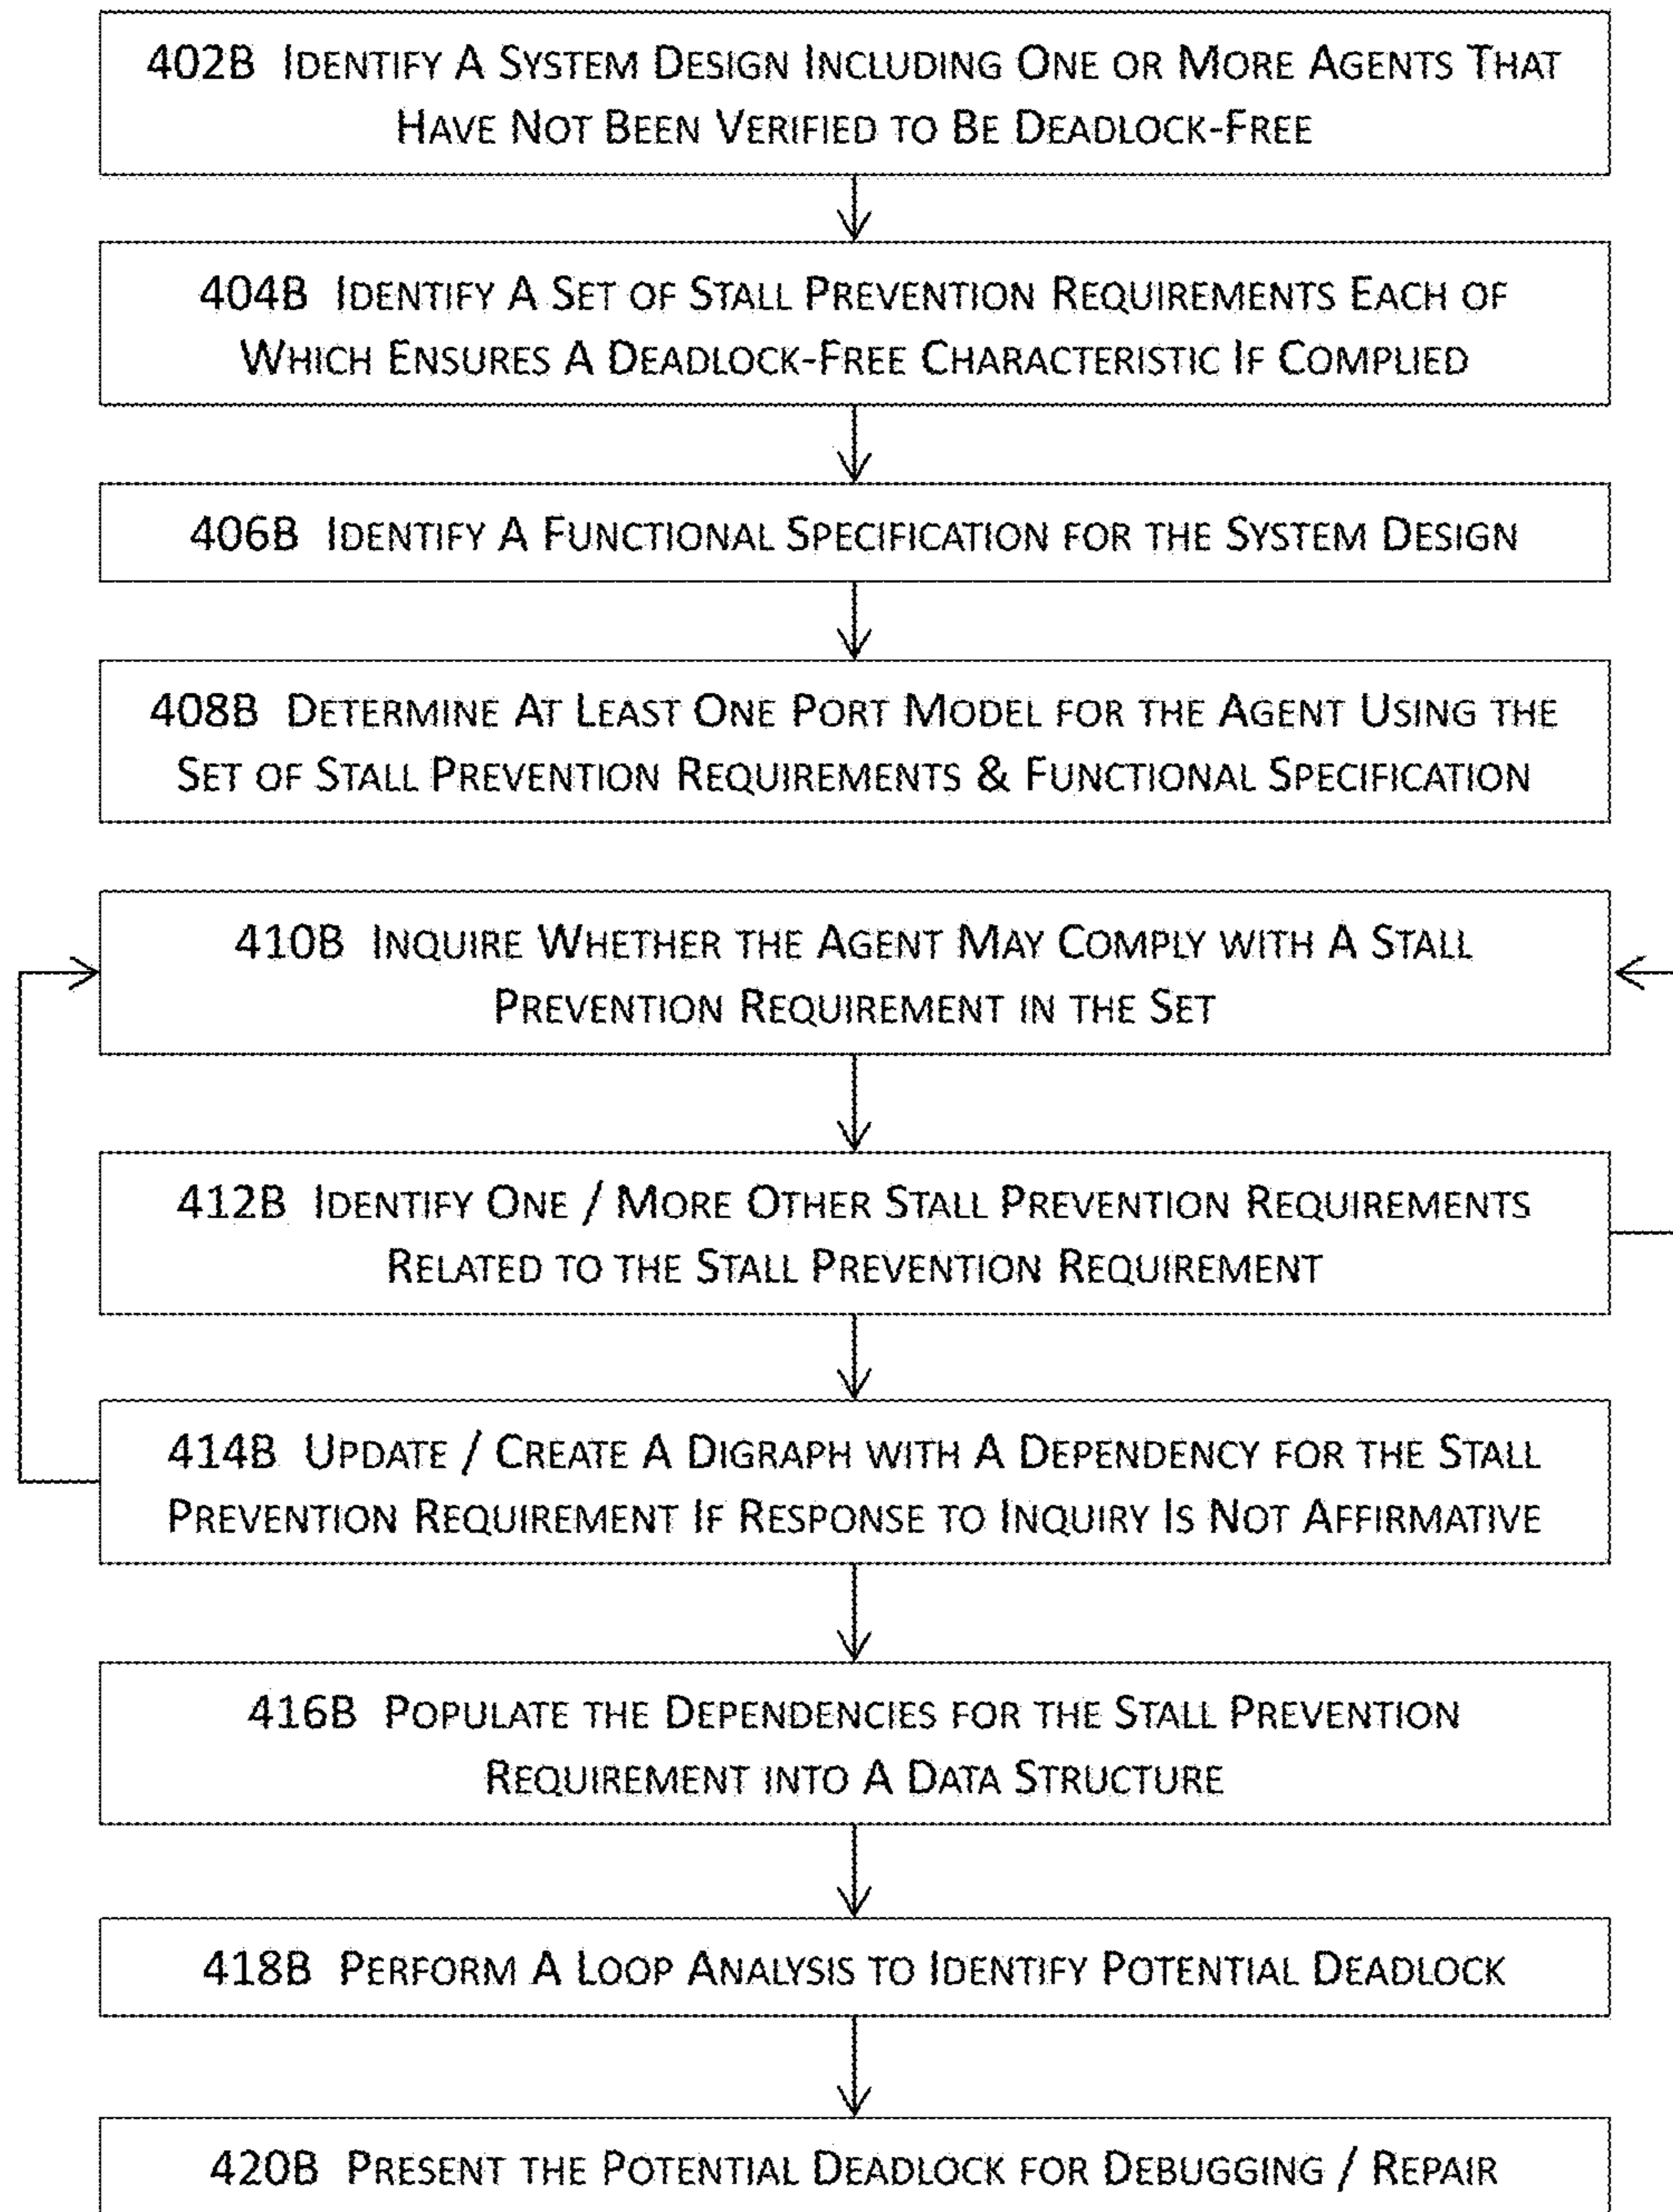 402B IDENTIFY A SYSTEM DESIGN INCLUDING ONE OR MORE AGENTS THAT
HAVE NOT BEEN VERIFIED TO BE DEADLOCK-FREE
404B IDENTIFY A SET OF STALL PREVENTION REQUIREMENTS EACH OF
WHICH ENSURES A DEADLOCK-FREE CHARACTERISTIC IF COMPLIED
406B IDENTIFY A FUNCTIONAL SPECIFICATION FOR THE SYSTEM DESIGN
408B DETERMINE AT LEAST ONE PORT MODEL FOR THE AGENT USING THE
SET OF STALL PREVENTION REQUIREMENTS & FUNCTIONAL SPECIFICATION
410B INQUIRE WHETHER THE AGENT MAY COMPLY WITH A STALL
PREVENTION REQUIREMENT IN THE SET
412B IDENTIFY ONE / MORE OTHER STALL PREVENTION REQUIREMENTS
RELATED TO THE STALL PREVENTION REQUIREMENT
414B UPDATE / CREATE A DIGRAPH WITH A DEPENDENCY FOR THE STALL
PREVENTION REQUIREMENT IF RESPONSE TO INQUIRY IS NOT AFFIRMATIVE
416B POPULATE THE DEPENDENCIES FOR THE STALL PREVENTION
REQUIREMENT INTO A DATA STRUCTURE
418B PERFORM A LOOP ANALYSIS TO IDENTIFY POTENTIAL DEADLOCK
420B PRESENT THE POTENTIAL DEADLOCK FOR DEBUGGING / REPAIR